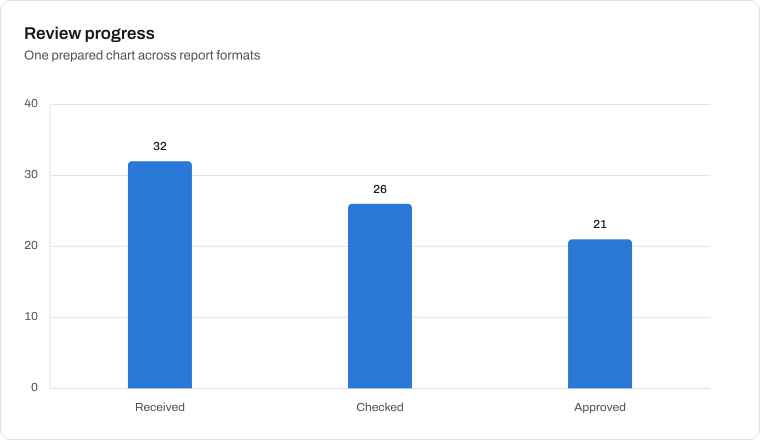 Review progress
One prepared chart across report formats
40
30
20
10
0
32
26
21
Received
Checked
Approved